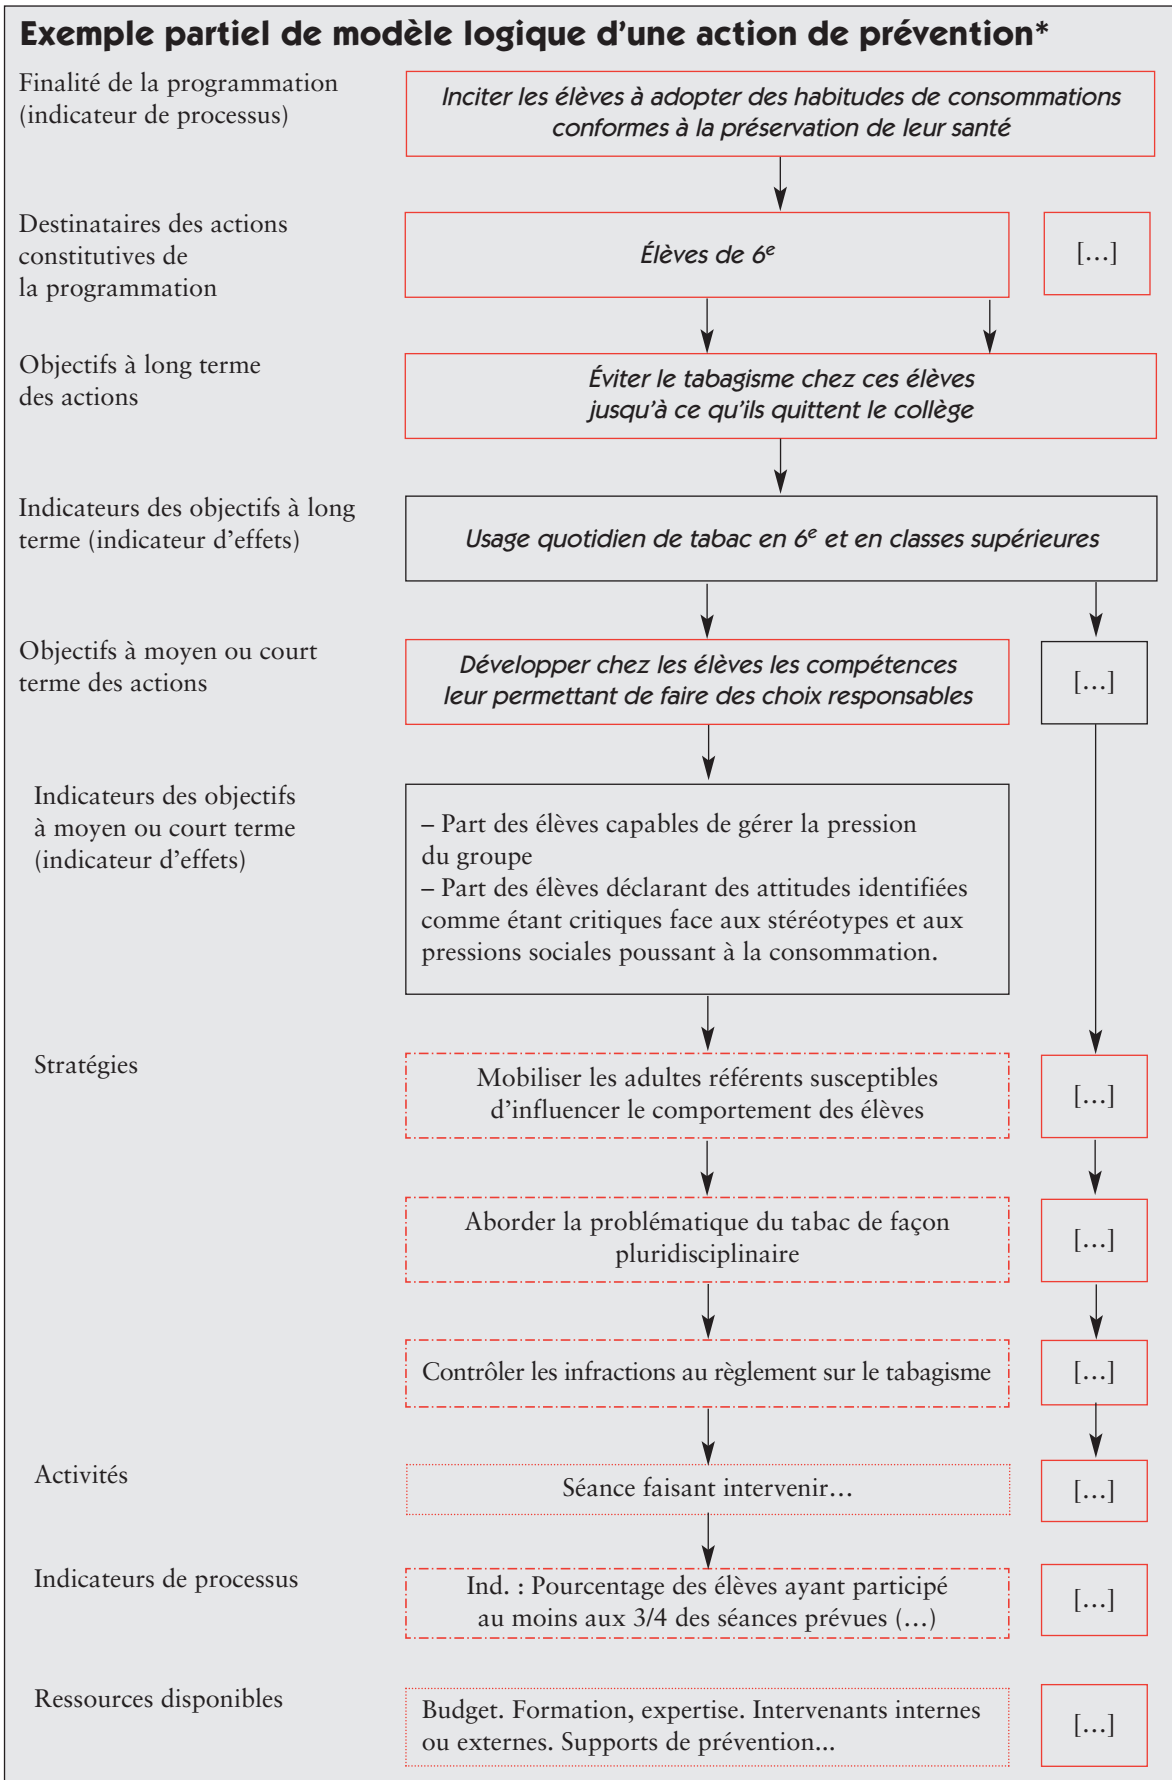 Exemple partiel de modèle logique d'une action de prévention*
Finalité de la programmation
(indicateur de processus)
Inciter les élèves à adopter des habitudes de consommations
conformes à la préservation de leur santé
Destinataires des actions
constitutives de
la programmation
Élèves de 6e
[…]
Objectifs à long terme
des actions
Éviter le tabagisme chez ces élèves
jusqu'à ce qu'ils quittent le collège
Indicateurs des objectifs à long
terme (indicateur d'effets)
Usage quotidien de tabac en 6e et en classes supérieures
Objectifs à moyen ou court
terme des actions
Développer chez les élèves les compétences
leur permettant de faire des choix responsables
[…]
Indicateurs des objectifs
à moyen ou court terme
(indicateur d'effets)
– Part des élèves capables de gérer la pression
du groupe
– Part des élèves déclarant des attitudes identifiées
comme étant critiques face aux stéréotypes et aux
pressions sociales poussant à la consommation.
Stratégies
Mobiliser les adultes référents susceptibles
d'influencer le comportement des élèves
[…]
Aborder la problématique du tabac de façon
pluridisciplinaire
[…]
Contrôler les infractions au règlement sur le tabagisme
[…]
Activités
Séance faisant intervenir…
[…]
Indicateurs de processus
Ind. : Pourcentage des élèves ayant participé
au moins aux 3/4 des séances prévues (…)
[…]
Ressources disponibles
Budget. Formation, expertise. Intervenants internes
ou externes. Supports de prévention...
[…]